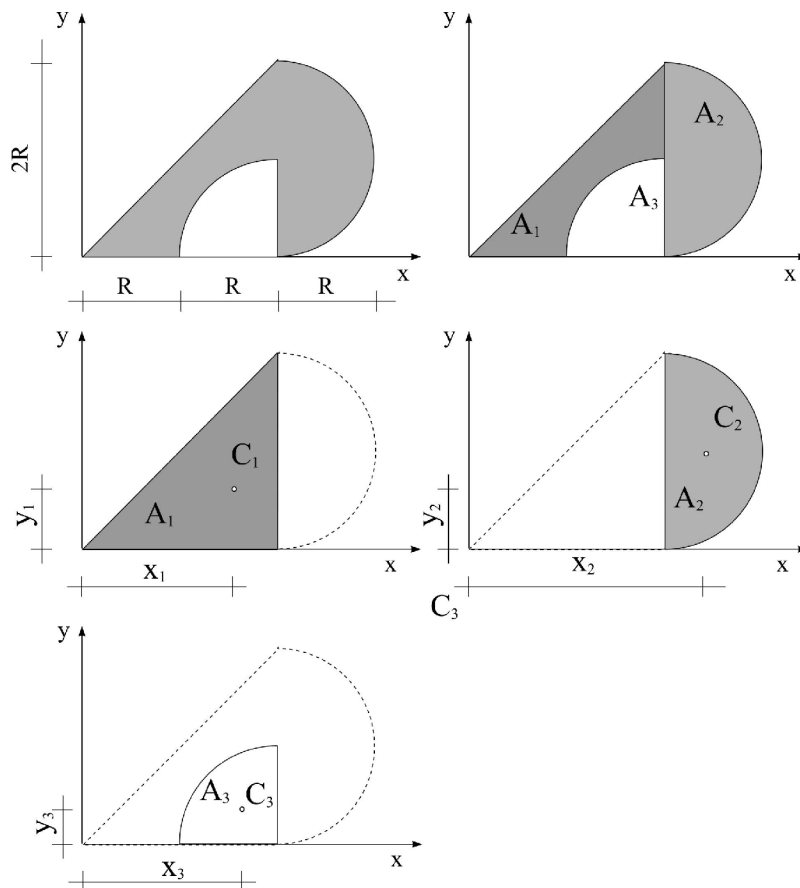 y
2R
x
R R R
y
A₂
A₃
A₁
x
y
C₁
A₁
y₁
x
x₁
y
C₂
A₂
y₂
x
x₂
C₃
y
A₃ C₃
y₃
x
x₃